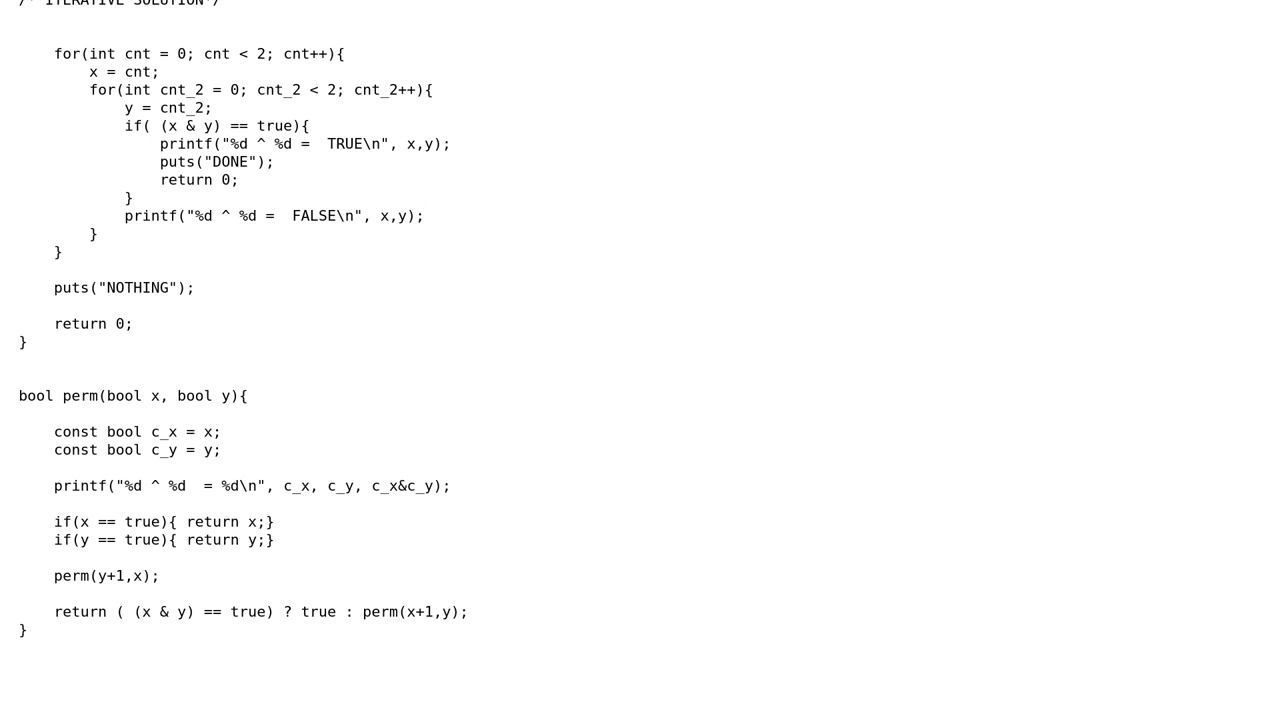 /* ITERATIVE SOLUTION*/
for(int cnt = 0; cnt < 2; cnt++){
x = cnt;
for(int cnt_2 = 0; cnt_2 < 2; cnt_2++){
y = cnt_2;
if( (x & y) == true){
printf("%d ^ %d =  TRUE\n", x,y);
puts("DONE");
return 0;
}
printf("%d ^ %d =  FALSE\n", x,y);
}
}
puts("NOTHING");
return 0;
}
bool perm(bool x, bool y){
const bool c_x = x;
const bool c_y = y;
printf("%d ^ %d  = %d\n", c_x, c_y, c_x&c_y);
if(x == true){ return x;}
if(y == true){ return y;}
perm(y+1,x);
return ( (x & y) == true) ? true : perm(x+1,y);
}